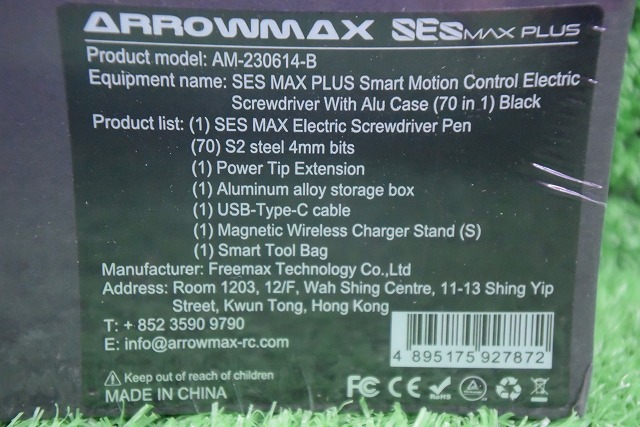 ARROWMAX SES MAX PLUS
Product model: AM-230614-B
Equipment name: SES MAX PLUS Smart Motion Control Electric
Screwdriver With Alu Case (70 in 1) Black
Product list: (1) SES MAX Electric Screwdriver Pen
(70) S2 steel 4mm bits
(1) Power Tip Extension
(1) Aluminum alloy storage box
(1) USB-Type-C cable
(1) Magnetic Wireless Charger Stand (S)
(1) Smart Tool Bag
Manufacturer: Freemax Technology Co.,Ltd
Address: Room 1203, 12/F, Wah Shing Centre, 11-13 Shing Yip
Street, Kwun Tong, Hong Kong
T: + 852 3590 9790
E: info@arrowmax-rc.com
4 895175 927872
Keep out of reach of children
MADE IN CHINA
FC CE RoHS